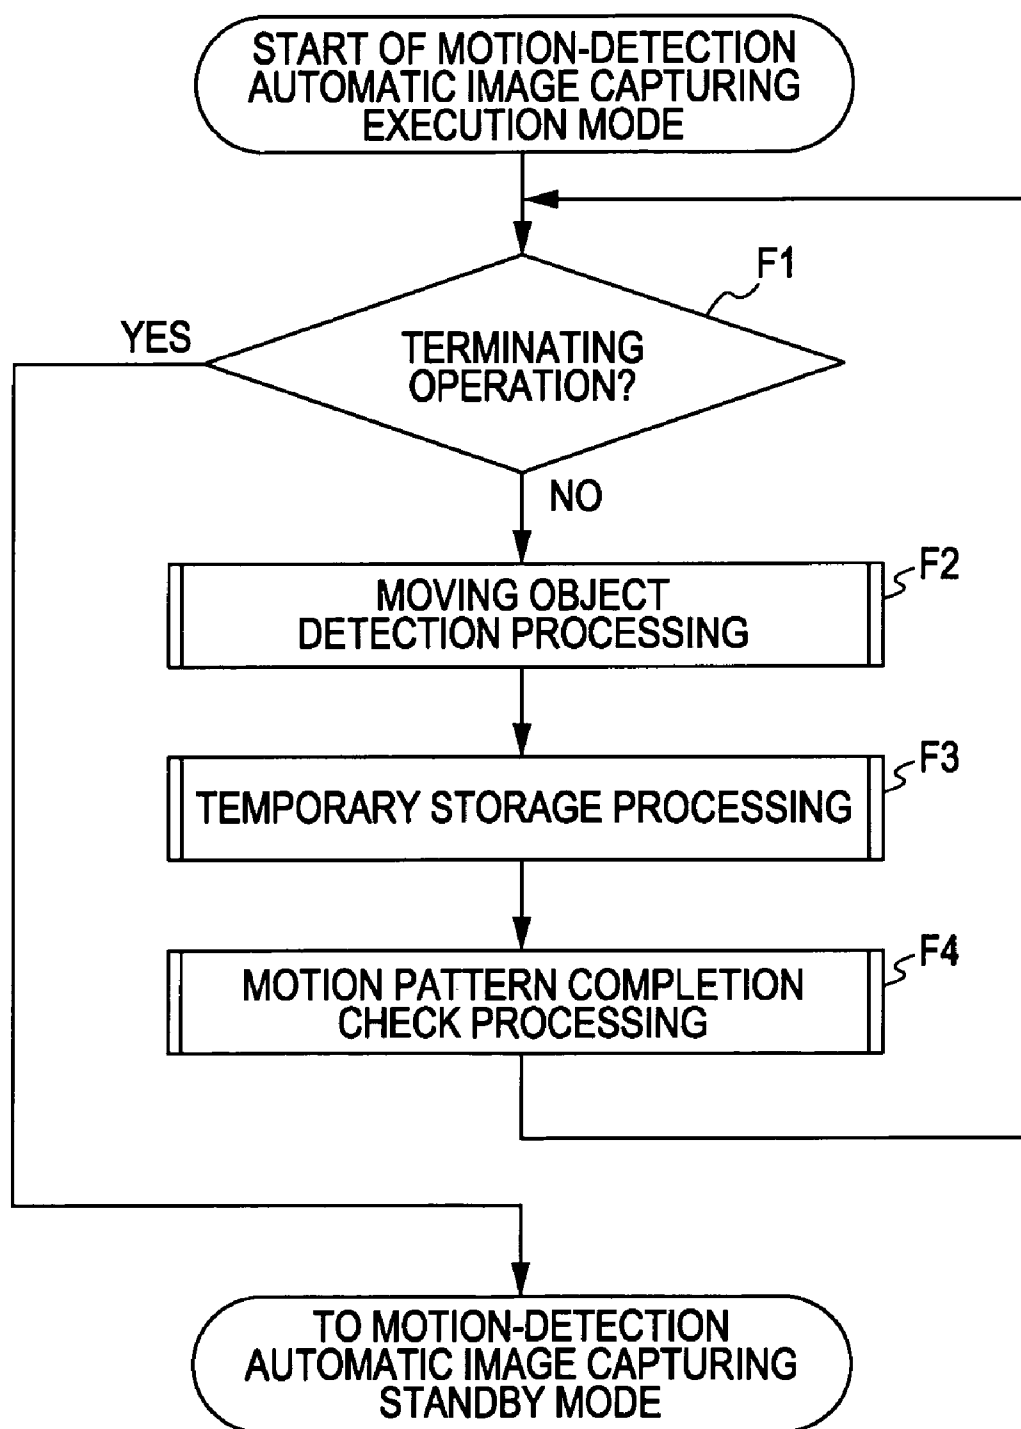 START OF MOTION-DETECTION
AUTOMATIC IMAGE CAPTURING
EXECUTION MODE
F1
YES
TERMINATING
OPERATION?
NO
F2
MOVING OBJECT
DETECTION PROCESSING
F3
TEMPORARY STORAGE PROCESSING
F4
MOTION PATTERN COMPLETION
CHECK PROCESSING
TO MOTION-DETECTION
AUTOMATIC IMAGE CAPTURING
STANDBY MODE